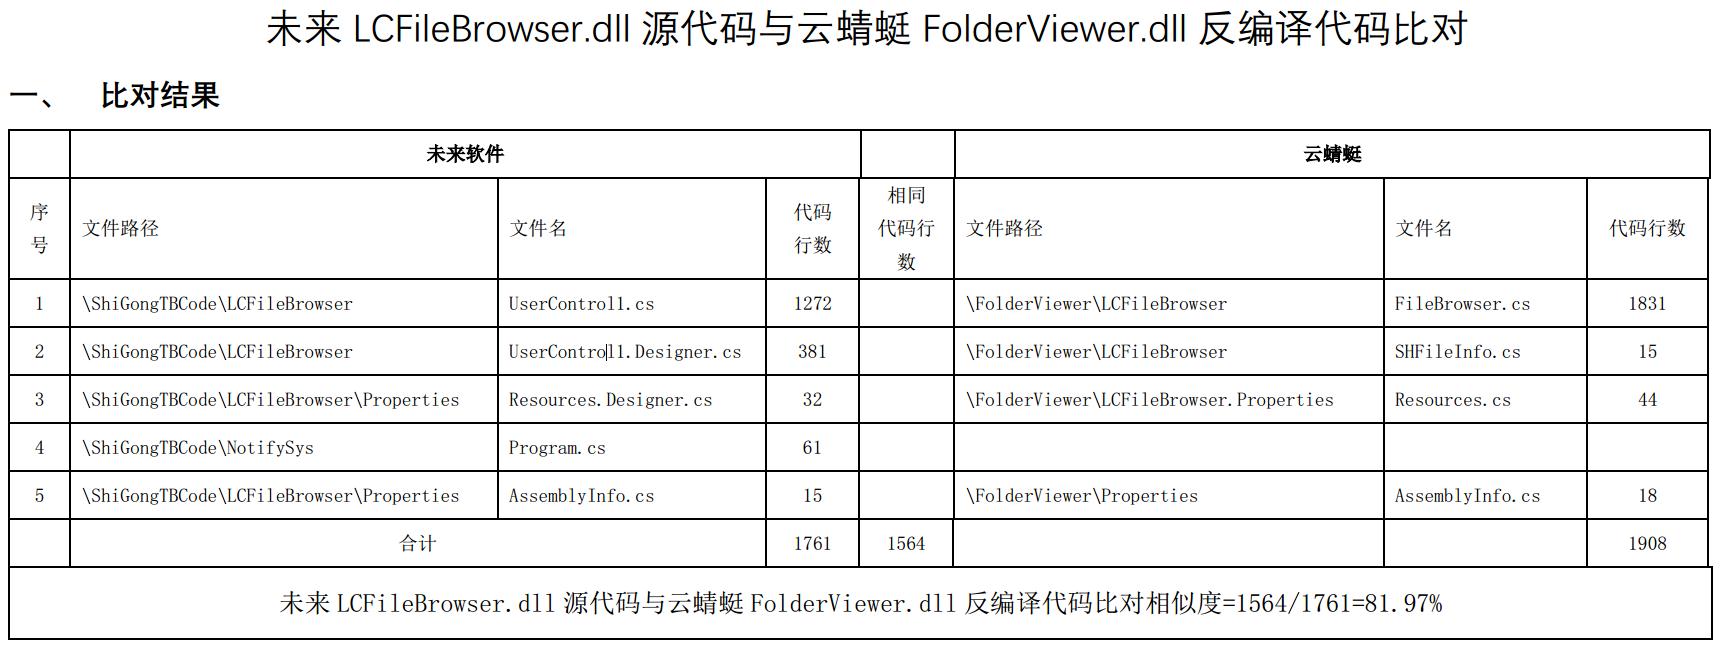 未来 LCFileBrowser.dll 源代码与云蜻蜓 FolderViewer.dll 反编译代码比对
一、 比对结果
未来软件 云蜻蜓
序号 文件路径 文件名 代码行数 相同代码行数 文件路径 文件名 代码行数
1 \ShiGongTBCode\LCFileBrowser UserControl1.cs 1272 \FolderViewer\LCFileBrowser FileBrowser.cs 1831
2 \ShiGongTBCode\LCFileBrowser UserControl1.Designer.cs 381 \FolderViewer\LCFileBrowser SHFileInfo.cs 15
3 \ShiGongTBCode\LCFileBrowser\Properties Resources.Designer.cs 32 \FolderViewer\LCFileBrowser.Properties Resources.cs 44
4 \ShiGongTBCode\NotifySys Program.cs 61
5 \ShiGongTBCode\LCFileBrowser\Properties AssemblyInfo.cs 15 \FolderViewer\Properties AssemblyInfo.cs 18
合计 1761 1564 1908
未来 LCFileBrowser.dll 源代码与云蜻蜓 FolderViewer.dll 反编译代码比对相似度=1564/1761=81.97%